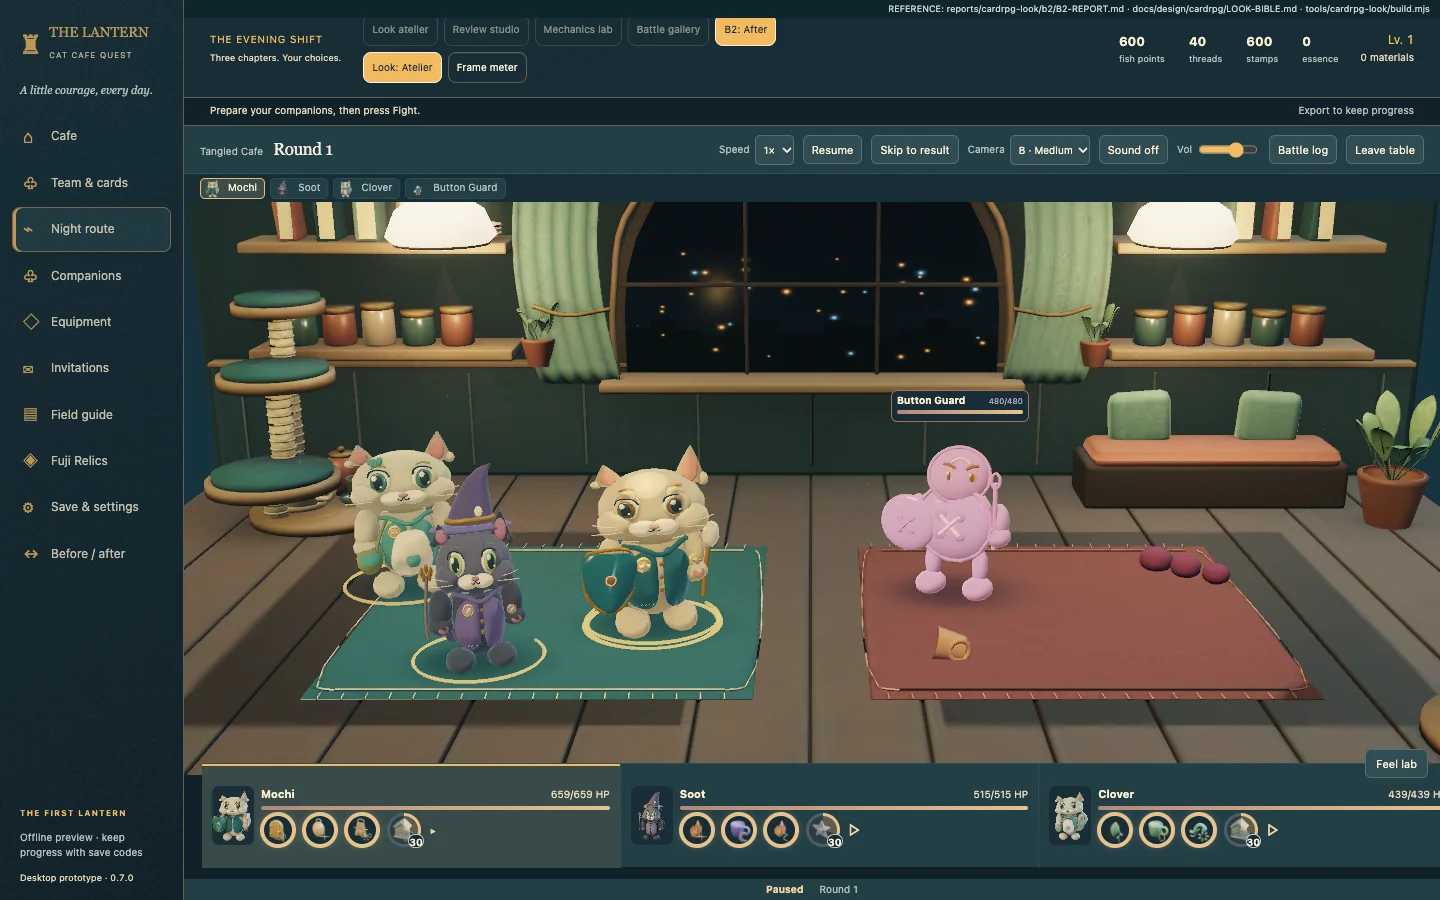 REFERENCE: reports/cardrpg-look/b2/B2-REPORT.md · docs/design/cardrpg/LOOK-BIBLE.md · tools/cardrpg-look/build.mjs
THE LANTERN
CAT CAFE QUEST
A little courage, every day.
Cafe
Team & cards
Night route
Companions
Equipment
Invitations
Field guide
Fuji Relics
Save & settings
Before / after
THE FIRST LANTERN
Offline preview · keep
progress with save codes
Desktop prototype · 0.7.0
THE EVENING SHIFT
Three chapters. Your choices.
Look atelier
Review studio
Mechanics lab
Battle gallery
B2: After
Look: Atelier
Frame meter
600
fish points
40
threads
600
stamps
0
essence
Lv. 1
0 materials
Prepare your companions, then press Fight.
Export to keep progress
Tangled Cafe
Round 1
Speed
1×
Resume
Skip to result
Camera
B · Medium
Sound off
Vol
Battle log
Leave table
Mochi
Soot
Clover
Button Guard
Button Guard 480/480
Feel lab
Mochi
659/659 HP
30
Soot
515/515 HP
30
Clover
439/439 H
30
Paused
Round 1